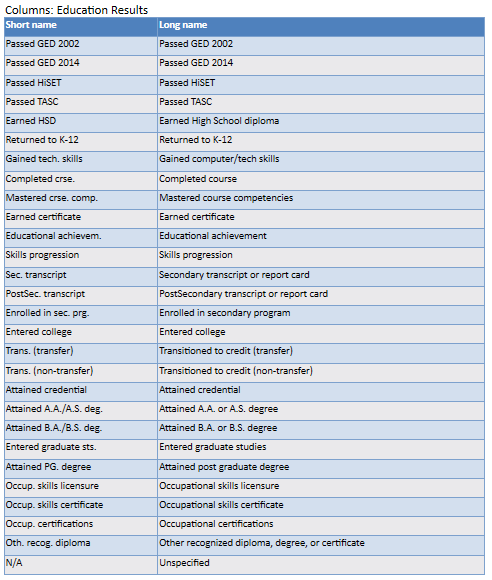 Columns: Education Results
Short name Long name
Passed GED 2002 Passed GED 2002
Passed GED 2014 Passed GED 2014
Passed HiSET Passed HiSET
Passed TASC Passed TASC
Earned HSD Earned High School diploma
Returned to K-12 Returned to K-12
Gained tech. skills Gained computer/tech skills
Completed crse. Completed course
Mastered crse. comp. Mastered course competencies
Earned certificate Earned certificate
Educational achievem. Educational achievement
Skills progression Skills progression
Sec. transcript Secondary transcript or report card
PostSec. transcript PostSecondary transcript or report card
Enrolled in sec. prg. Enrolled in secondary program
Entered college Entered college
Trans. (transfer) Transitioned to credit (transfer)
Trans. (non-transfer) Transitioned to credit (non-transfer)
Attained credential Attained credential
Attained A.A./A.S. deg. Attained A.A. or A.S. degree
Attained B.A./B.S. deg. Attained B.A. or B.S. degree
Entered graduate sts. Entered graduate studies
Attained PG. degree Attained post graduate degree
Occup. skills licensure Occupational skills licensure
Occup. skills certificate Occupational skills certificate
Occup. certifications Occupational certifications
Oth. recog. diploma Other recognized diploma, degree, or certificate
N/A Unspecified